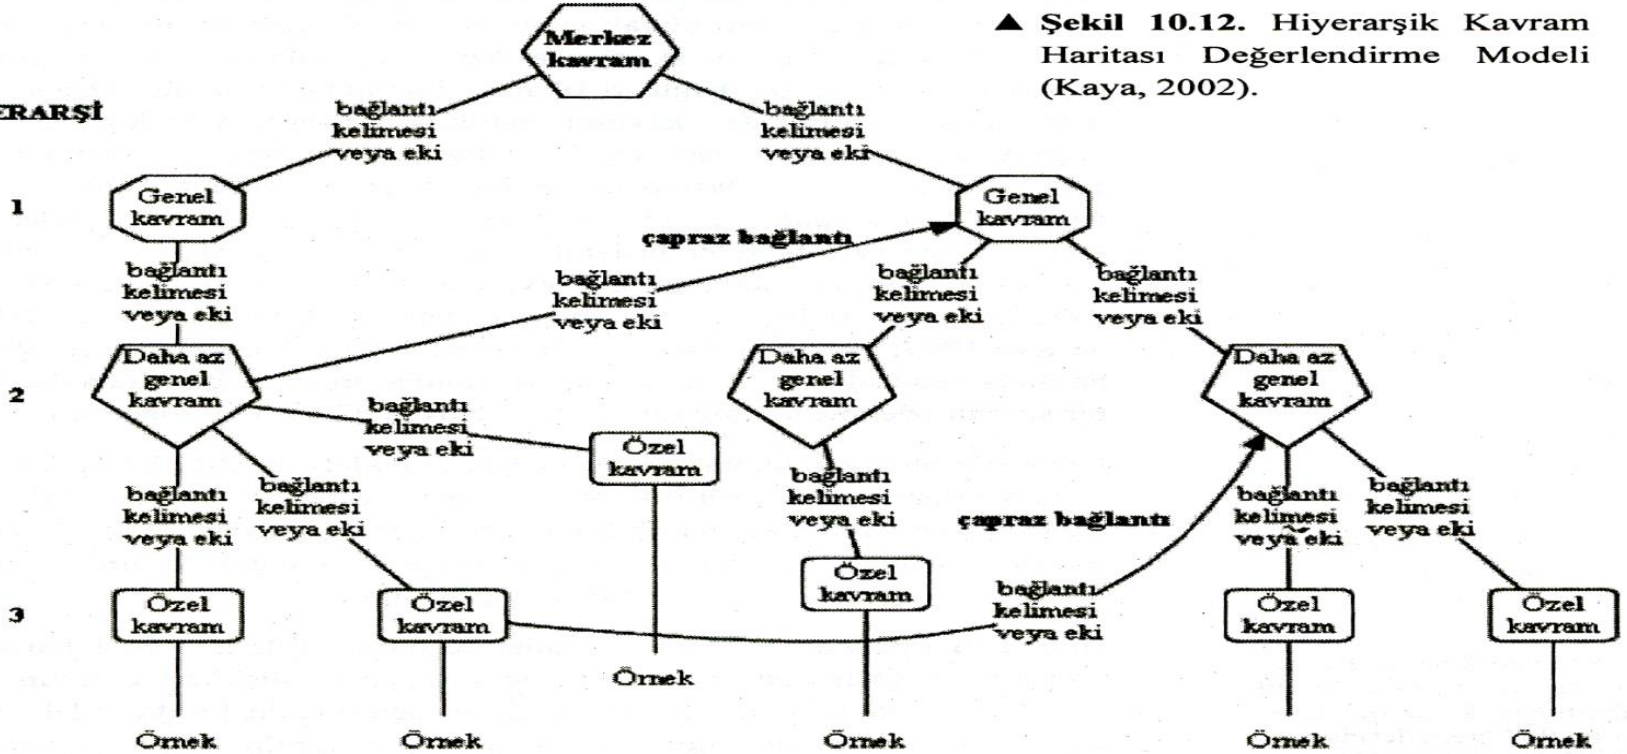 ▲ Şekil 10.12. Hiyerarşik Kavram
Haritası Değerlendirme Modeli
(Kaya, 2002).
Merkez
kavram
ERARŞİ
bağlantı
kelimesi
veya eki
bağlantı
kelimesi
veya eki
1
Genel
kavram
Genel
kavram
çapraz bağlantı
bağlantı
kelimesi
veya eki
bağlantı
kelimesi
veya eki
bağlantı
kelimesi
veya eki
bağlantı
kelimesi
veya eki
2
Daha az
genel
kavram
Daha az
genel
kavram
Daha az
genel
kavram
bağlantı
kelimesi
veya eki
Özel
kavram
bağlantı
kelimesi
veya eki
bağlantı
kelimesi
veya eki
bağlantı
kelimesi
veya eki
çapraz bağlantı
bağlantı
kelimesi
veya eki
bağlantı
kelimesi
veya eki
Özel
kavram
bağlantı
kelimesi
veya eki
3
Özel
kavram
Özel
kavram
Özel
kavram
Özel
kavram
Örnek
Örnek
Örnek
Örnek
Örnek
Örnek